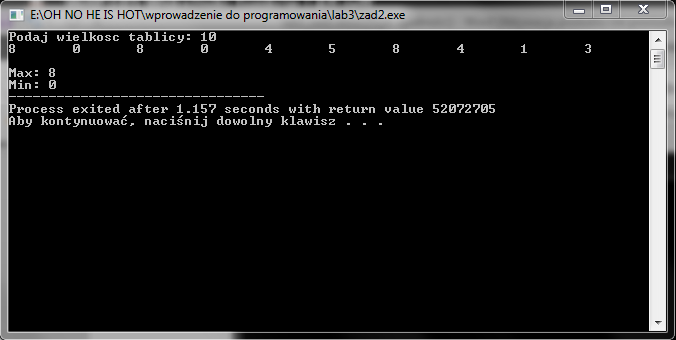 E:\OH NO HE IS HOT\wprowadzenie do programowania\lab3\zad2.exe
Podaj wielkosc tablicy: 10
8 0 8 0 4 5 8 4 1 3
Max: 8
Min: 0
--------------------------------
Process exited after 1.157 seconds with return value 52072705
Aby kontynuować, naciśnij dowolny klawisz . . .